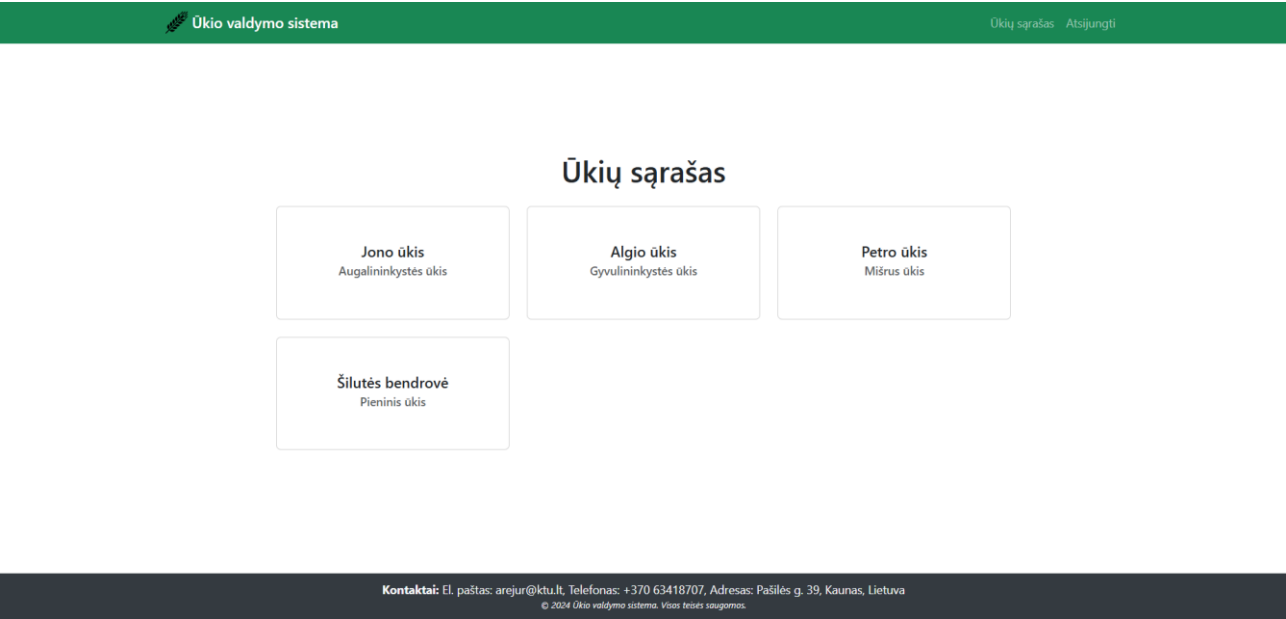 Ūkio valdymo sistema
Ūkių sąrašas Atsijungti
Ūkių sąrašas
Jono ūkis
Augalininkystės ūkis
Algio ūkis
Gyvulininkystės ūkis
Petro ūkis
Mišrus ūkis
Šilutės bendrovė
Pieninis ūkis
Kontaktai: El. paštas: arejur@ktu.lt, Telefonas: +370 63418707, Adresas: Pašilės g. 39, Kaunas, Lietuva
© 2024 Ūkio valdymo sistema. Visos teisės saugomos.